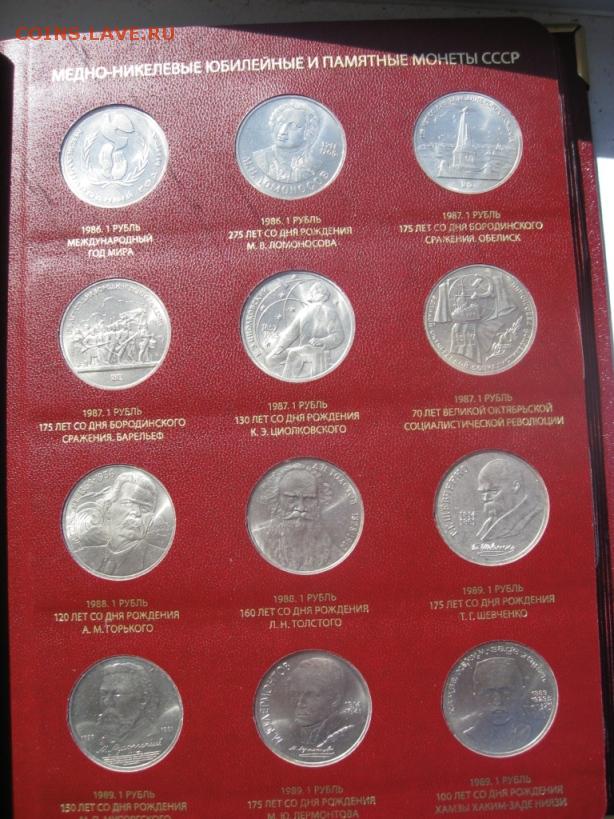 coins.lave.ru
МЕДНО-НИКЕЛЕВЫЕ ЮБИЛЕЙНЫЕ И ПАМЯТНЫЕ МОНЕТЫ СССР
1986. 1 РУБЛЬ
МЕЖДУНАРОДНЫЙ
ГОД МИРА
М.В. ЛОМОНОСОВ
1986. 1 РУБЛЬ
275 ЛЕТ СО ДНЯ РОЖДЕНИЯ
М. В. ЛОМОНОСОВА
1987. 1 РУБЛЬ
175 ЛЕТ СО ДНЯ БОРОДИНСКОГО
СРАЖЕНИЯ. ОБЕЛИСК
1987. 1 РУБЛЬ
175 ЛЕТ СО ДНЯ БОРОДИНСКОГО
СРАЖЕНИЯ. БАРЕЛЬЕФ
1987. 1 РУБЛЬ
130 ЛЕТ СО ДНЯ РОЖДЕНИЯ
К. Э. ЦИОЛКОВСКОГО
1987. 1 РУБЛЬ
70 ЛЕТ ВЕЛИКОЙ ОКТЯБРЬСКОЙ
СОЦИАЛИСТИЧЕСКОЙ РЕВОЛЮЦИИ
1988. 1 РУБЛЬ
120 ЛЕТ СО ДНЯ РОЖДЕНИЯ
А. М. ГОРЬКОГО
1988. 1 РУБЛЬ
160 ЛЕТ СО ДНЯ РОЖДЕНИЯ
Л. Н. ТОЛСТОГО
1989. 1 РУБЛЬ
175 ЛЕТ СО ДНЯ РОЖДЕНИЯ
Т. Г. ШЕВЧЕНКО
1989. 1 РУБЛЬ
150 ЛЕТ СО ДНЯ РОЖДЕНИЯ
М. П. МУСОРГСКОГО
1989. 1 РУБЛЬ
175 ЛЕТ СО ДНЯ РОЖДЕНИЯ
М. Ю. ЛЕРМОНТОВА
1989. 1 РУБЛЬ
100 ЛЕТ СО ДНЯ РОЖДЕНИЯ
ХАМЗЫ ХАКИМ-ЗАДЕ НИЯЗИ